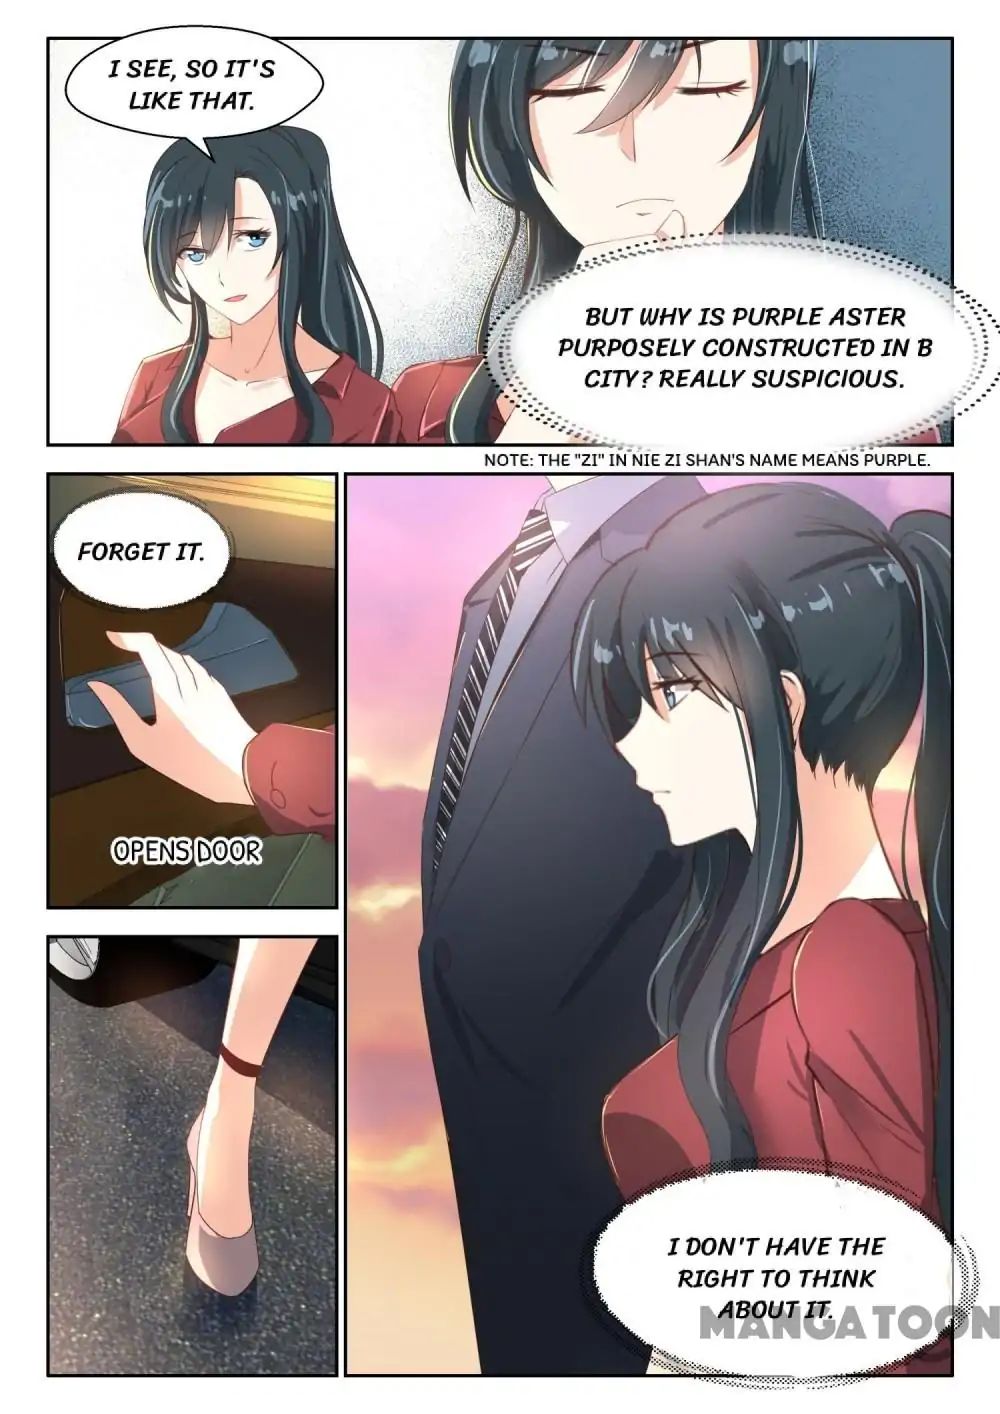 I SEE, SO IT'S
LIKE THAT.
BUT WHY IS PURPLE ASTER
PURPOSELY CONSTRUCTED IN B
CITY? REALLY SUSPICIOUS.
NOTE: THE "ZI" IN NIE ZI SHAN'S NAME MEANS PURPLE.
FORGET IT.
OPENS DOOR
I DON'T HAVE THE
RIGHT TO THINK
ABOUT IT.
MANGATOON